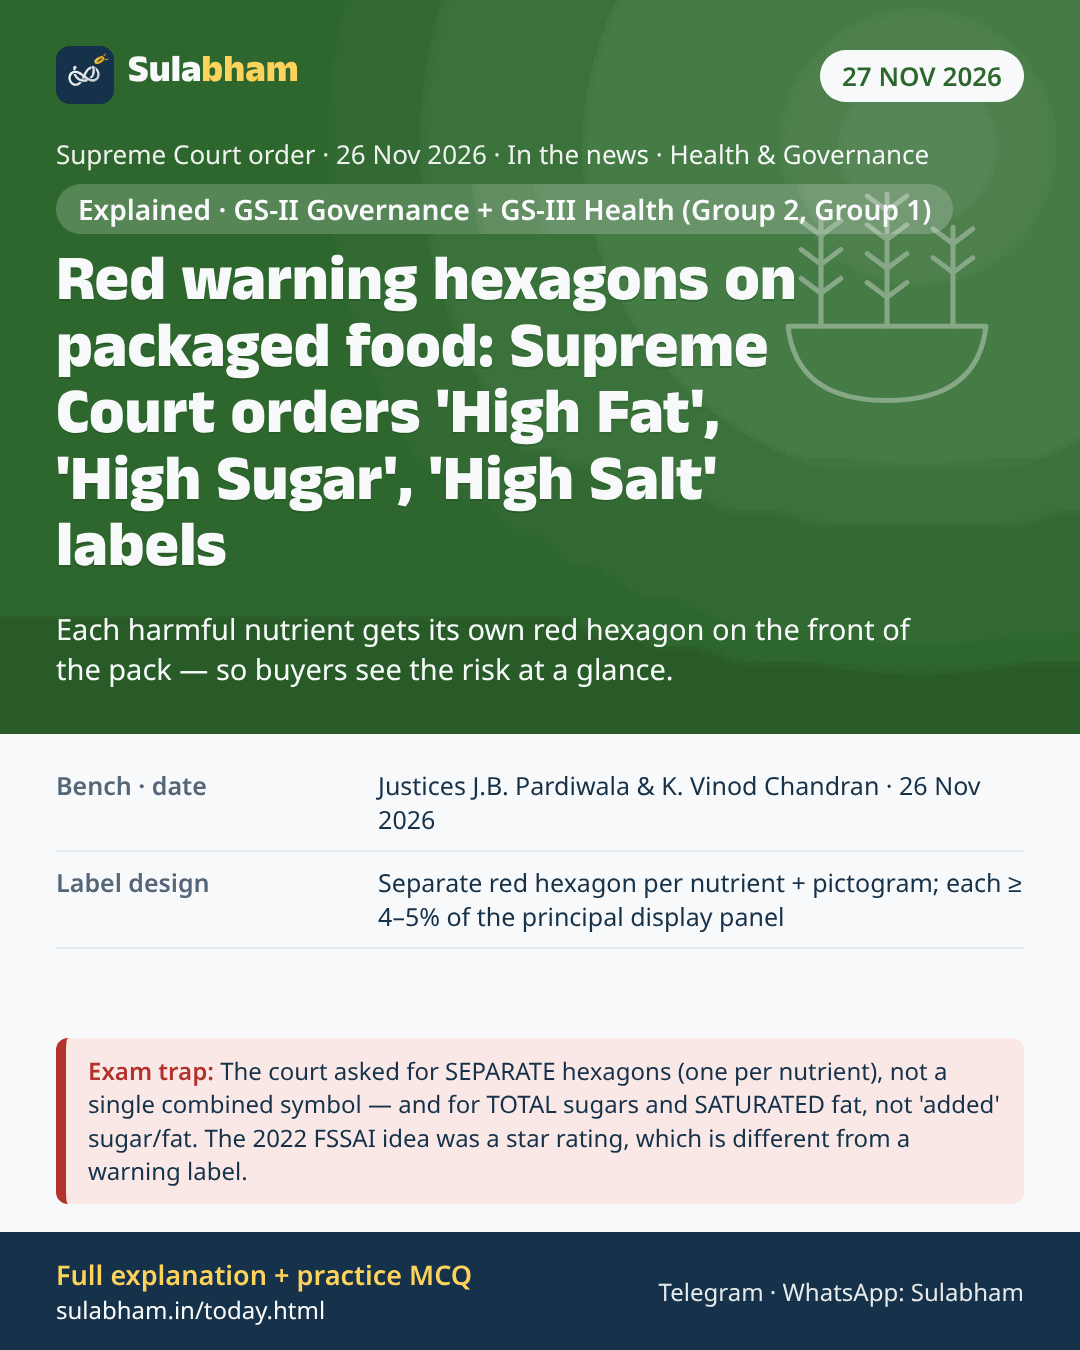 Sulabham
27 NOV 2026
Supreme Court order · 26 Nov 2026 · In the news · Health & Governance
Explained · GS-II Governance + GS-III Health (Group 2, Group 1)
Red warning hexagons on
packaged food: Supreme
Court orders 'High Fat',
'High Sugar', 'High Salt'
labels
Each harmful nutrient gets its own red hexagon on the front of
the pack — so buyers see the risk at a glance.
Bench · date
Justices J.B. Pardiwala & K. Vinod Chandran · 26 Nov
2026
Label design
Separate red hexagon per nutrient + pictogram; each ≥
4–5% of the principal display panel
Exam trap: The court asked for SEPARATE hexagons (one per nutrient), not a
single combined symbol — and for TOTAL sugars and SATURATED fat, not 'added'
sugar/fat. The 2022 FSSAI idea was a star rating, which is different from a
warning label.
Full explanation + practice MCQ
sulabham.in/today.html
Telegram · WhatsApp: Sulabham